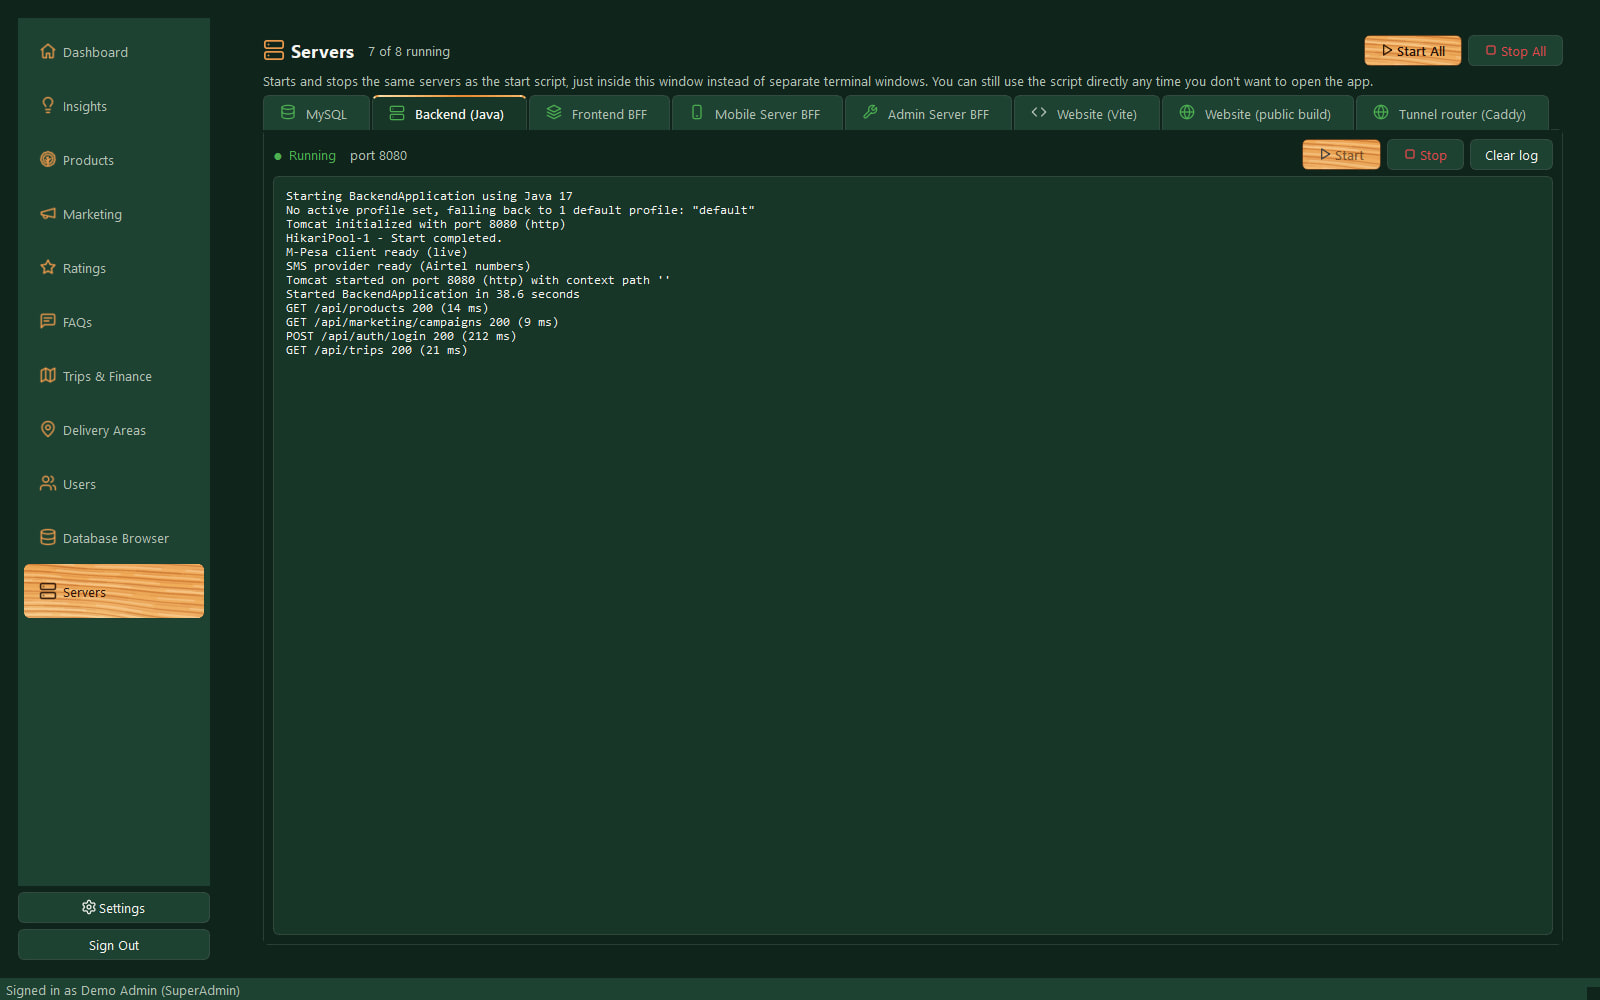 Dashboard
Insights
Products
Marketing
Ratings
FAQs
Trips & Finance
Delivery Areas
Users
Database Browser
Servers
Settings
Sign Out
Servers 7 of 8 running
Start All Stop All
Starts and stops the same servers as the start script, just inside this window instead of separate terminal windows. You can still use the script directly any time you don't want to open the app.
MySQL Backend (Java) Frontend BFF Mobile Server BFF Admin Server BFF Website (Vite) Website (public build) Tunnel router (Caddy)
Running port 8080
Start Stop Clear log
Starting BackendApplication using Java 17
No active profile set, falling back to 1 default profile: "default"
Tomcat initialized with port 8080 (http)
HikariPool-1 - Start completed.
M-Pesa client ready (live)
SMS provider ready (Airtel numbers)
Tomcat started on port 8080 (http) with context path ''
Started BackendApplication in 38.6 seconds
GET /api/products 200 (14 ms)
GET /api/marketing/campaigns 200 (9 ms)
POST /api/auth/login 200 (212 ms)
GET /api/trips 200 (21 ms)
Signed in as Demo Admin (SuperAdmin)